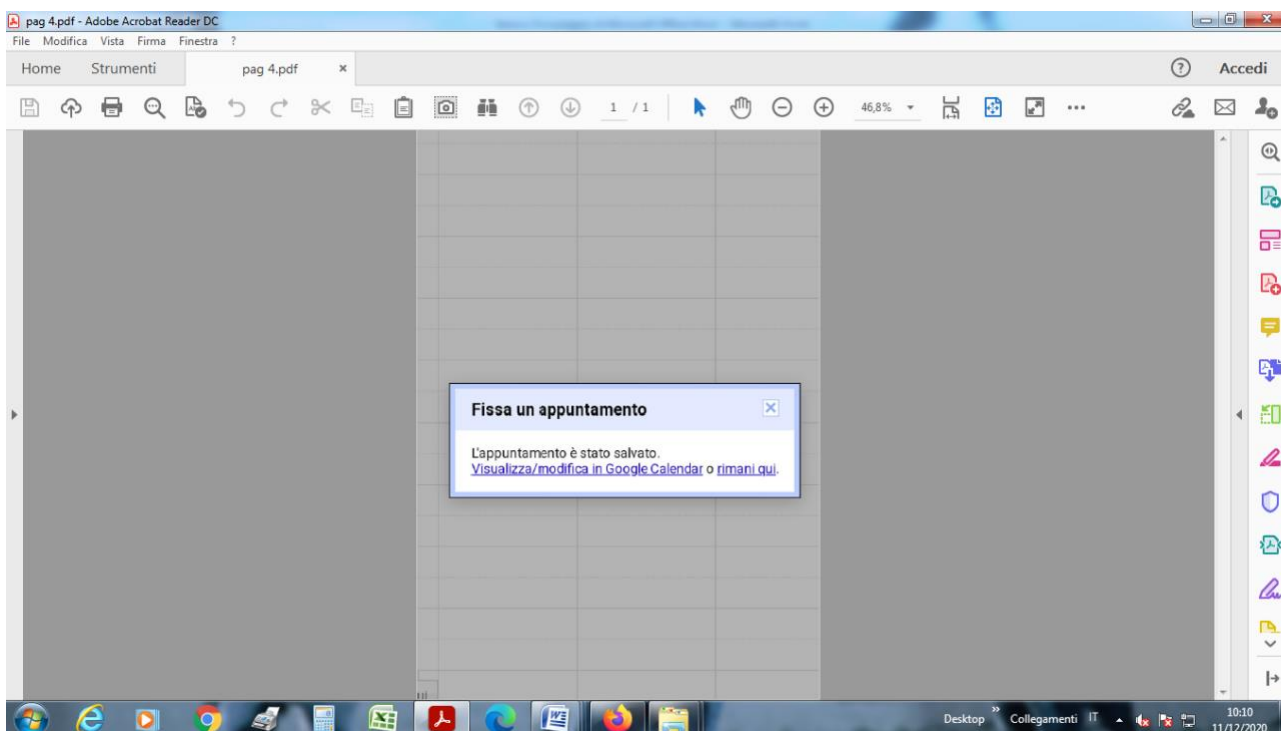 pag 4.pdf - Adobe Acrobat Reader DC
File Modifica Vista Firma Finestra ?
Home Strumenti pag 4.pdf × Accedi
1 / 1 46,8%
Fissa un appuntamento
L'appuntamento è stato salvato.
Visualizza/modifica in Google Calendar o rimani qui.
Desktop » Collegamenti IT 10:10
11/12/2020